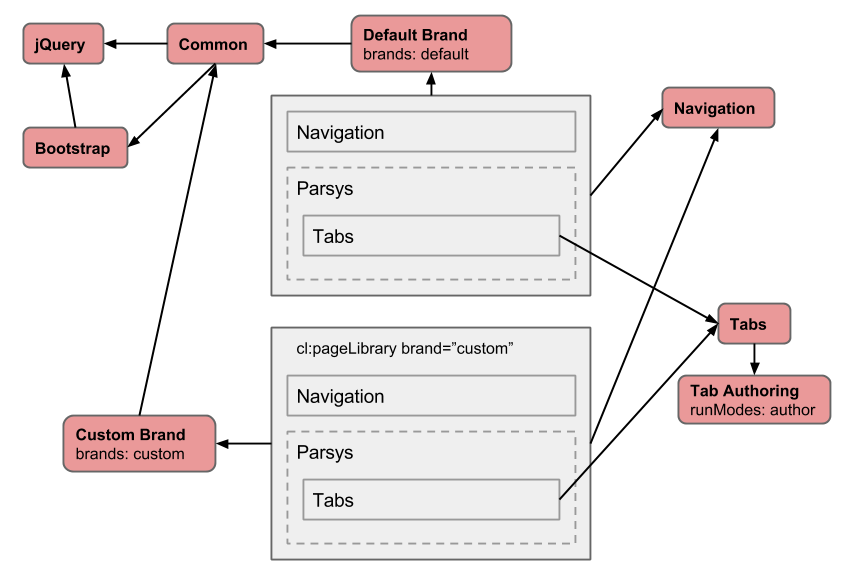 jQuery
Common
Default Brand
brands: default
Bootstrap
Navigation
Parsys
Tabs
Navigation
Tabs
Tab Authoring
runModes: author
cl:pageLibrary brand=”custom”
Navigation
Parsys
Tabs
Custom Brand
brands: custom